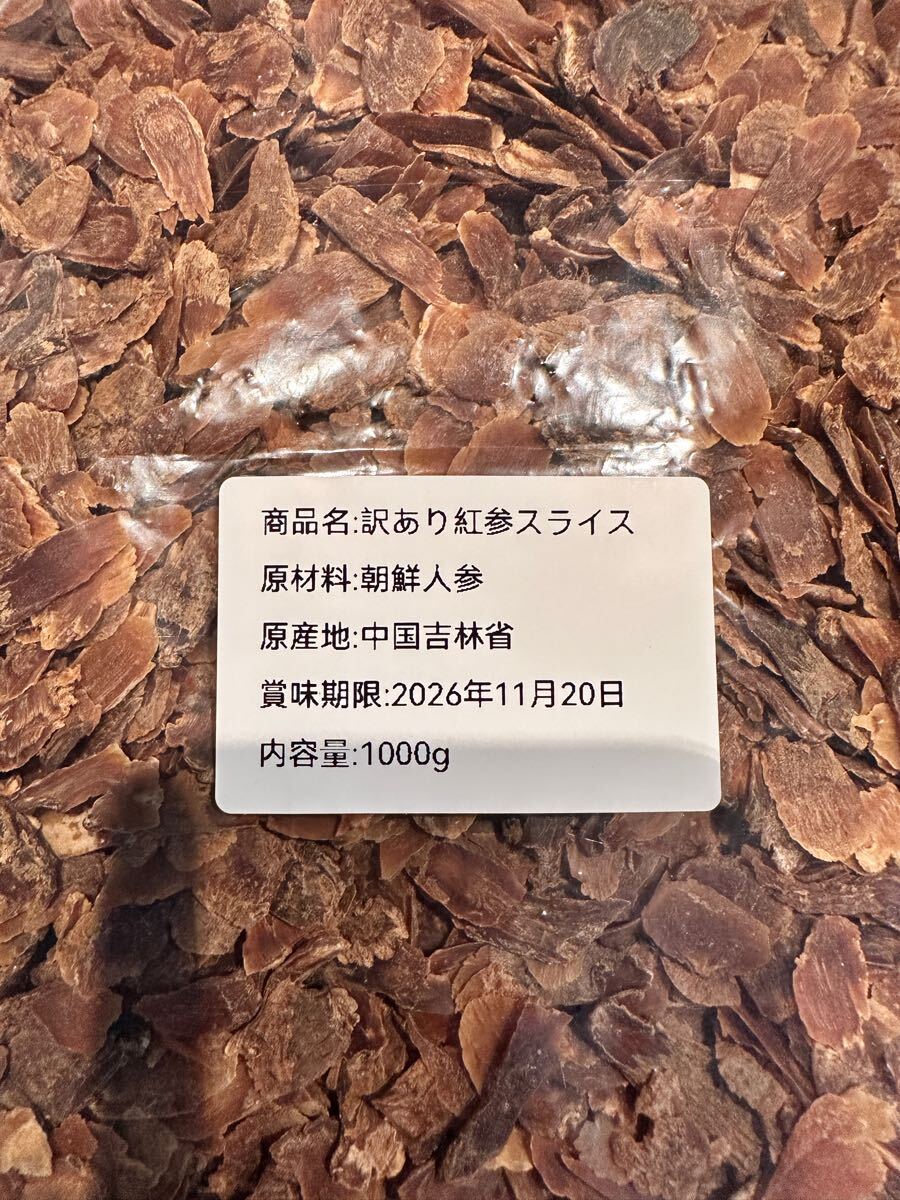 商品名:訳あり紅参スライス
原材料:朝鮮人参
原産地:中国吉林省
賞味期限:2026年11月20日
内容量:1000g